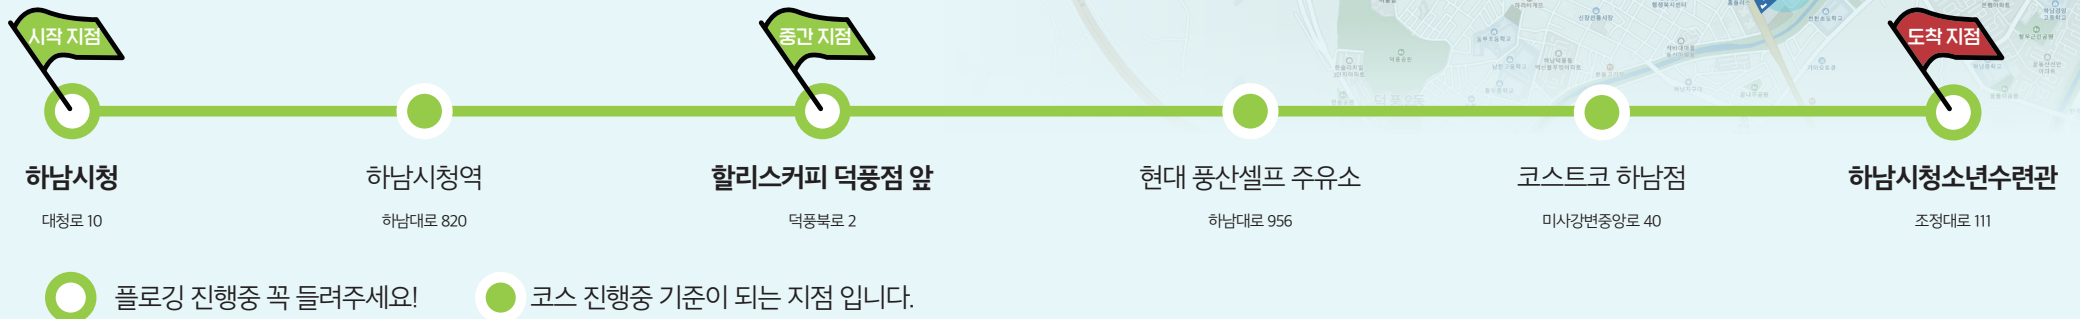 시작 지점
중간 지점
도착 지점
하남시청
대청로 10
하남시청역
하남대로 820
할리스커피 덕풍점 앞
덕풍북로 2
현대 풍산셀프 주유소
하남대로 956
코스트코 하남점
미사강변중앙로 40
하남시청소년수련관
조정대로 111
플로깅 진행중 꼭 들려주세요!
코스 진행중 기준이 되는 지점 입니다.